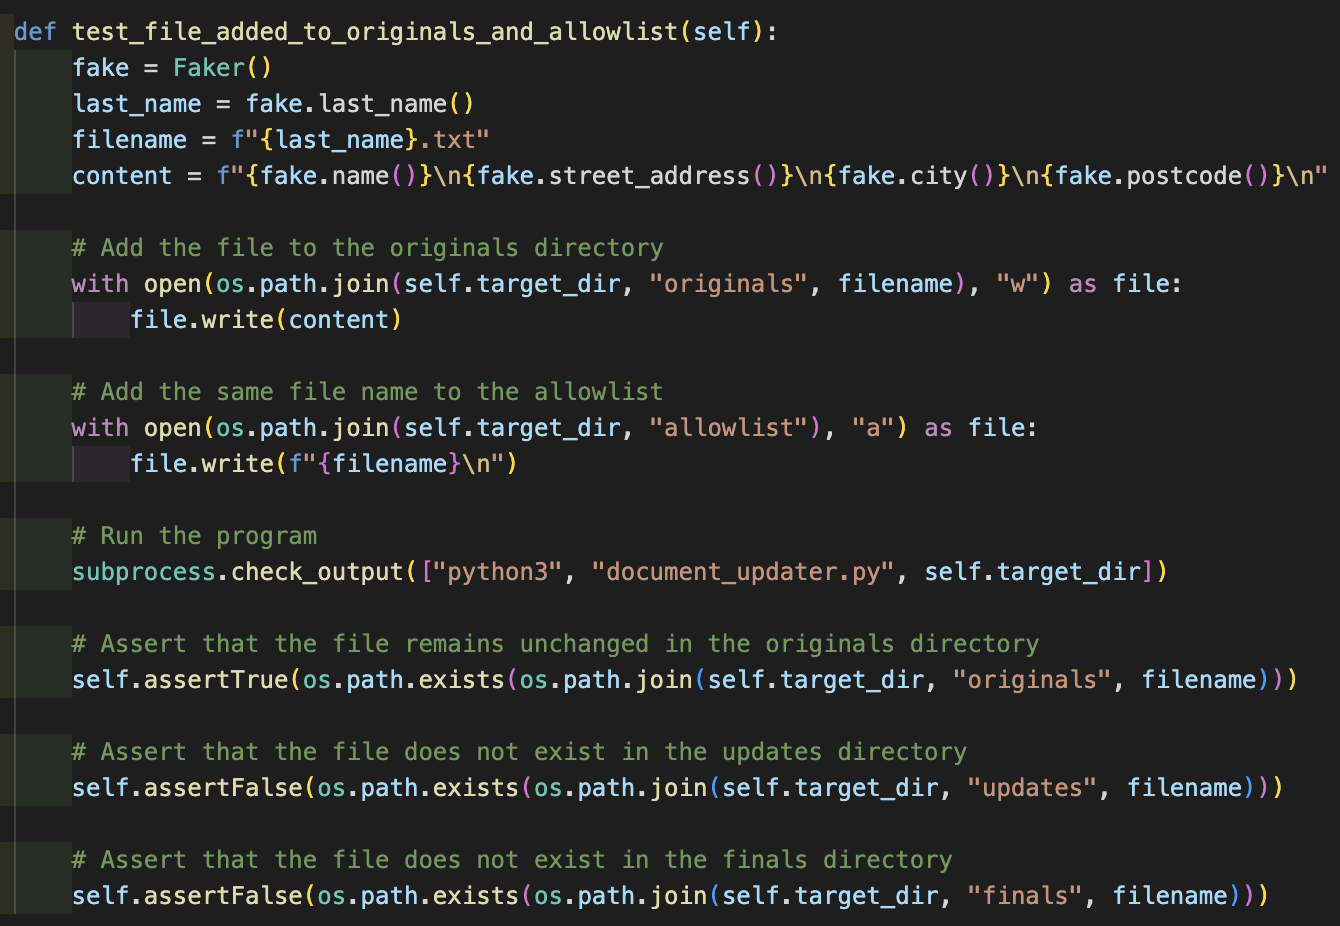 def test_file_added_to_originals_and_allowlist(self):
    fake = Faker()
    last_name = fake.last_name()
    filename = f"{last_name}.txt"
    content = f"{fake.name()}\n{fake.street_address()}\n{fake.city()}\n{fake.postcode()}\n"

    # Add the file to the originals directory
    with open(os.path.join(self.target_dir, "originals", filename), "w") as file:
        file.write(content)

    # Add the same file name to the allowlist
    with open(os.path.join(self.target_dir, "allowlist"), "a") as file:
        file.write(f"{filename}\n")

    # Run the program
    subprocess.check_output(["python3", "document_updater.py", self.target_dir])

    # Assert that the file remains unchanged in the originals directory
    self.assertTrue(os.path.exists(os.path.join(self.target_dir, "originals", filename)))

    # Assert that the file does not exist in the updates directory
    self.assertFalse(os.path.exists(os.path.join(self.target_dir, "updates", filename)))

    # Assert that the file does not exist in the finals directory
    self.assertFalse(os.path.exists(os.path.join(self.target_dir, "finals", filename)))